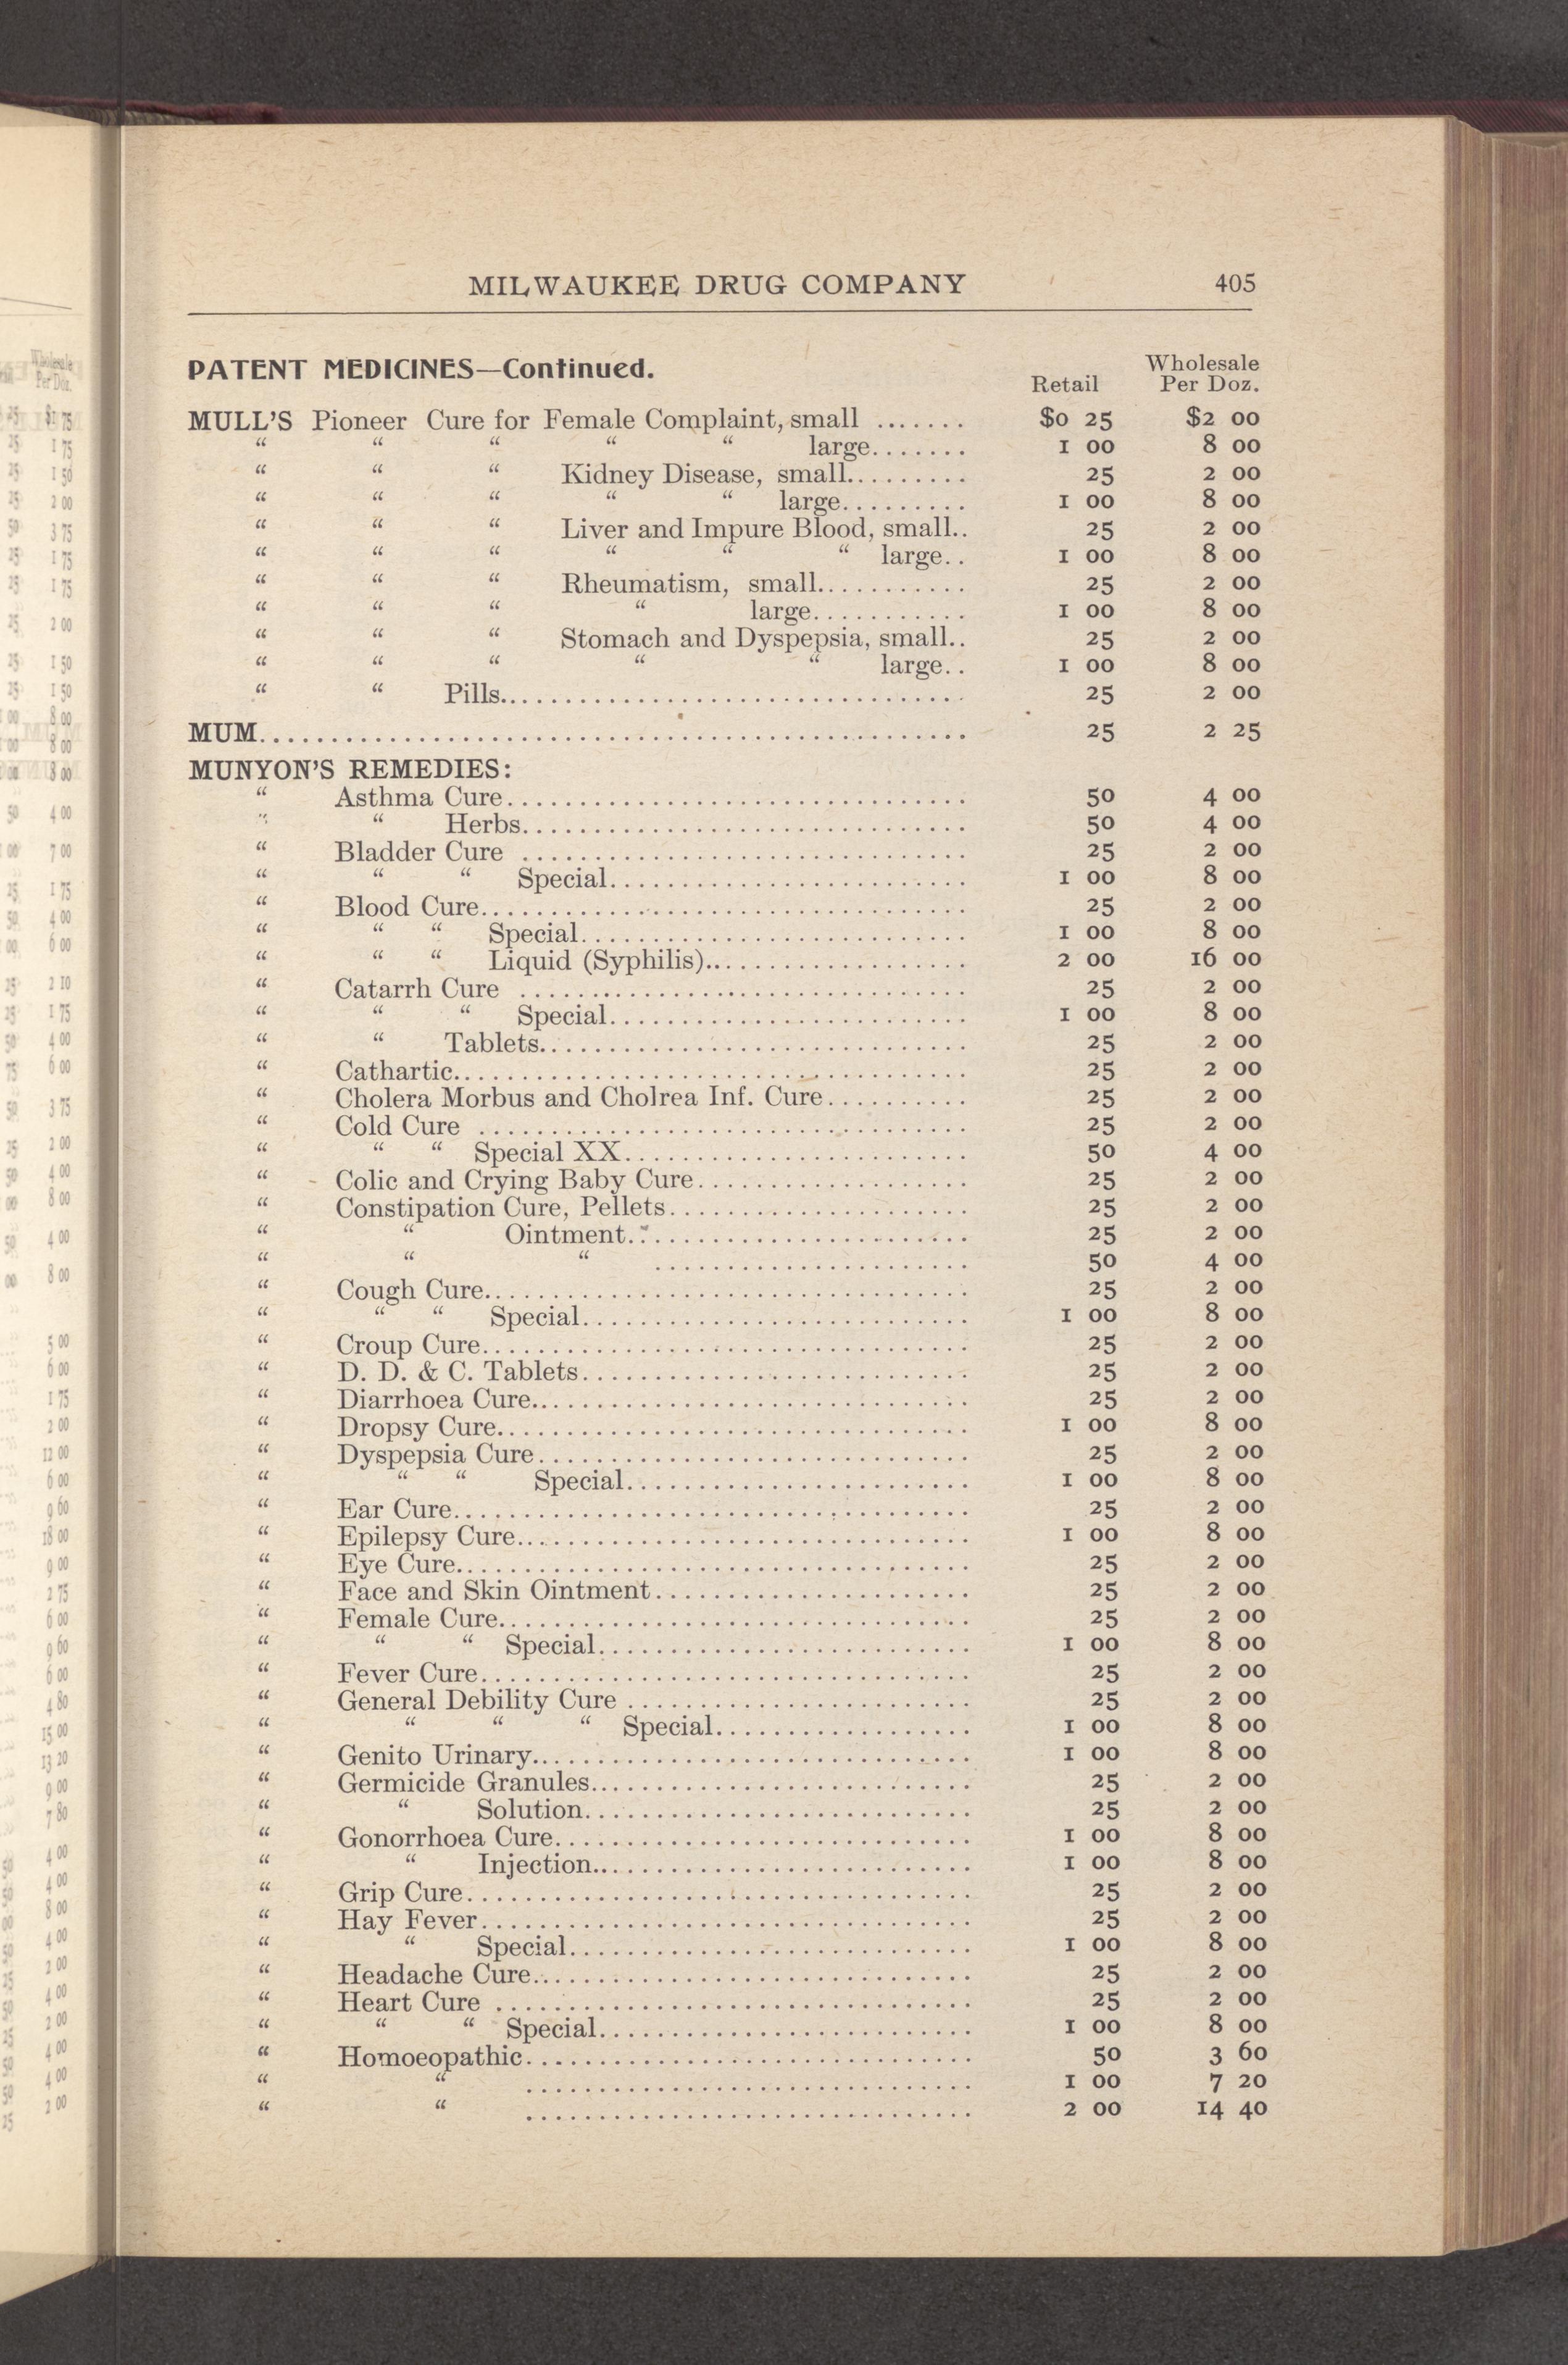 MILWAUKEE DRUG COMPANY 405
PATENT MEDICINES—Continued. Retail Wholesale Per Doz.
MULL'S Pioneer Cure for Female Complaint, small ....... $0 25 $2 00
“ “ “ “ “ large....... 1 00 8 00
“ “ “ Kidney Disease, small.......... 25 2 00
“ “ “ “ “ large.......... 1 00 8 00
“ “ “ Liver and Impure Blood, small.. 25 2 00
“ “ “ “ “ “ large.. 1 00 8 00
“ “ “ Rheumatism, small............ 25 2 00
“ “ “ “ large............ 1 00 8 00
“ “ “ Stomach and Dyspepsia, small.. 25 2 00
“ “ “ “ “ large.. 1 00 8 00
“ “ Pills.................... 25 2 00
MUM.................... 25 2 25
MUNYON'S REMEDIES:
“ Asthma Cure.................... 50 4 00
“ “ Herbs.................... 50 4 00
“ Bladder Cure .................... 25 2 00
“ “ “ Special.................... 1 00 8 00
“ Blood Cure.................... 25 2 00
“ “ “ Special.................... 1 00 8 00
“ “ “ Liquid (Syphilis).................... 2 00 16 00
“ Catarrh Cure .................... 25 2 00
“ “ “ Special.................... 1 00 8 00
“ “ Tablets.................... 25 2 00
“ Cathartic.................... 25 2 00
“ Cholera Morbus and Cholrea Inf. Cure........... 25 2 00
“ Cold Cure .................... 25 2 00
“ “ “ Special XX.................... 50 4 00
“ Colic and Crying Baby Cure.................... 25 2 00
“ Constipation Cure, Pellets.................... 25 2 00
“ “ Ointment.................... 25 2 00
“ “ “ .................... 50 4 00
“ Cough Cure.................... 25 2 00
“ “ “ Special.................... 1 00 8 00
“ Croup Cure.................... 25 2 00
“ D. D. & C. Tablets.................... 25 2 00
“ Diarrhoea Cure.................... 25 2 00
“ Dropsy Cure.................... 1 00 8 00
“ Dyspepsia Cure.................... 25 2 00
“ “ “ Special.................... 1 00 8 00
“ Ear Cure.................... 25 2 00
“ Epilepsy Cure.................... 1 00 8 00
“ Eye Cure.................... 25 2 00
“ Face and Skin Ointment.................... 25 2 00
“ Female Cure.................... 25 2 00
“ “ “ Special.................... 1 00 8 00
“ Fever Cure.................... 25 2 00
“ General Debility Cure .................... 25 2 00
“ “ “ “ Special.................... 1 00 8 00
“ Genito Urinary.................... 1 00 8 00
“ Germicide Granules.................... 25 2 00
“ “ Solution.................... 25 2 00
“ Gonorrhoea Cure.................... 1 00 8 00
“ “ Injection.................... 1 00 8 00
“ Grip Cure.................... 25 2 00
“ Hay Fever.................... 25 2 00
“ “ Special.................... 1 00 8 00
“ Headache Cure.................... 25 2 00
“ Heart Cure .................... 25 2 00
“ “ “ Special.................... 1 00 8 00
“ Homoeopathic.................... 50 3 60
“ “ .................... 1 00 7 20
“ “ .................... 2 00 14 40